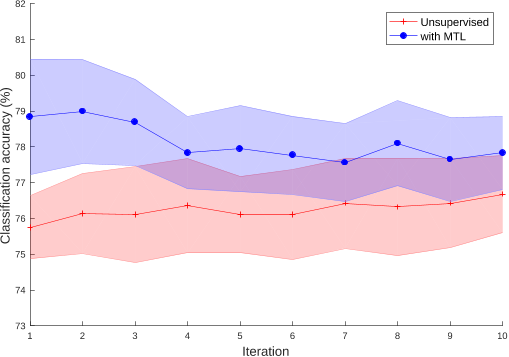 82
81
80
79
78
77
76
75
74
73
Classification accuracy (%)
Unsupervised
with MTL
1 2 3 4 5 6 7 8 9 10
Iteration